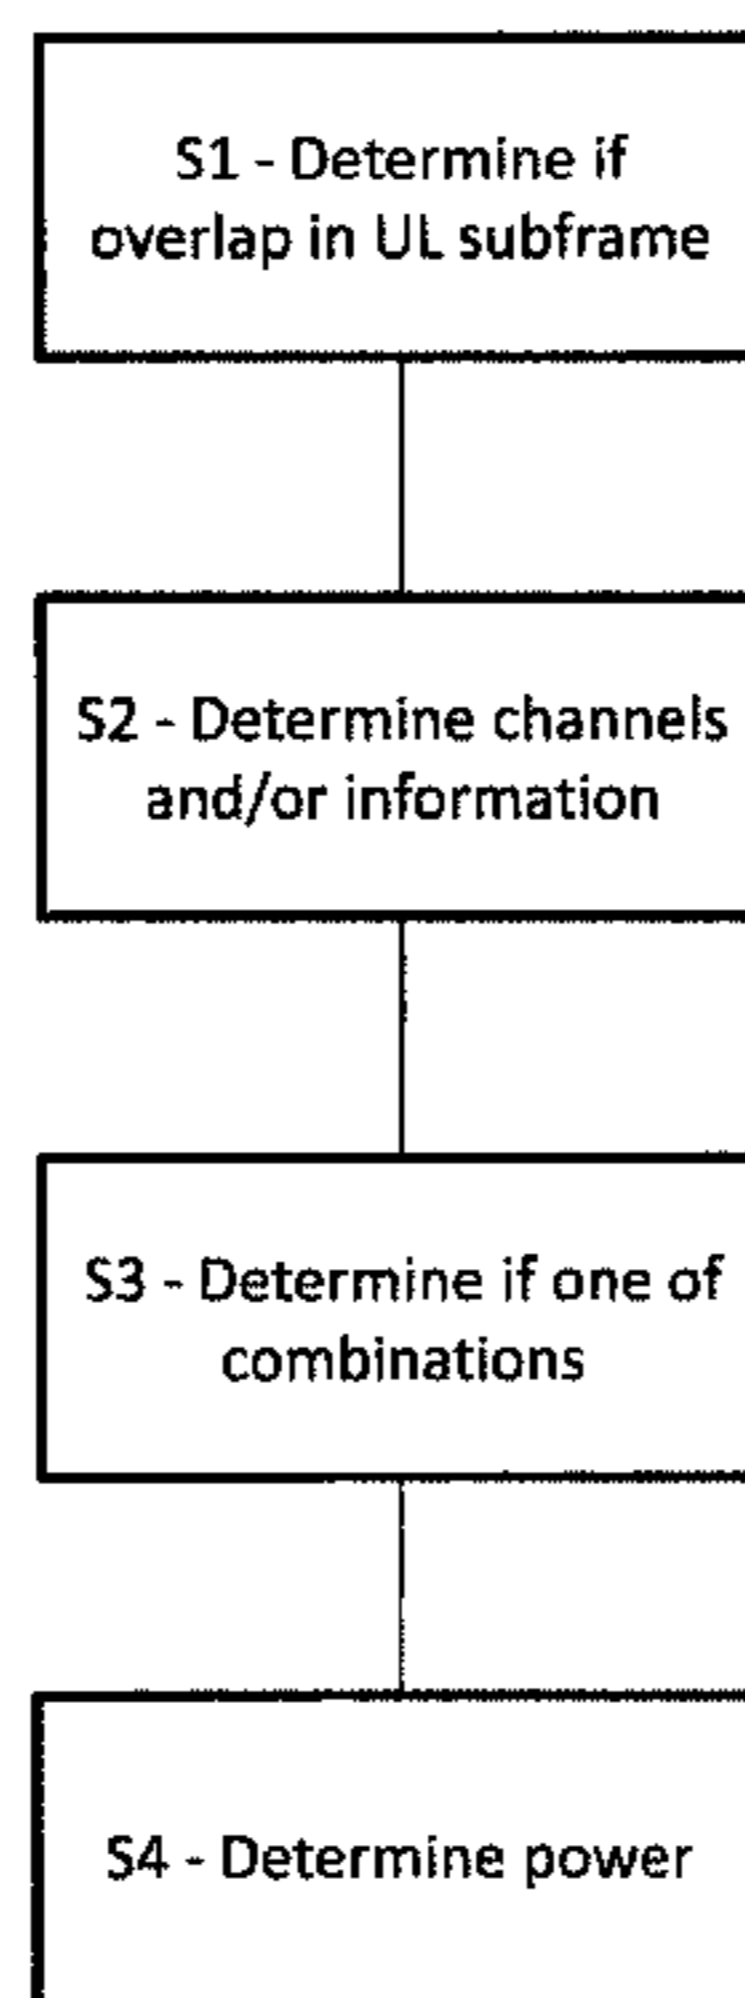 S1 - Determine if
overlap in UL subframe
S2 - Determine channels
and/or information
S3 - Determine if one of
combinations
S4 - Determine power